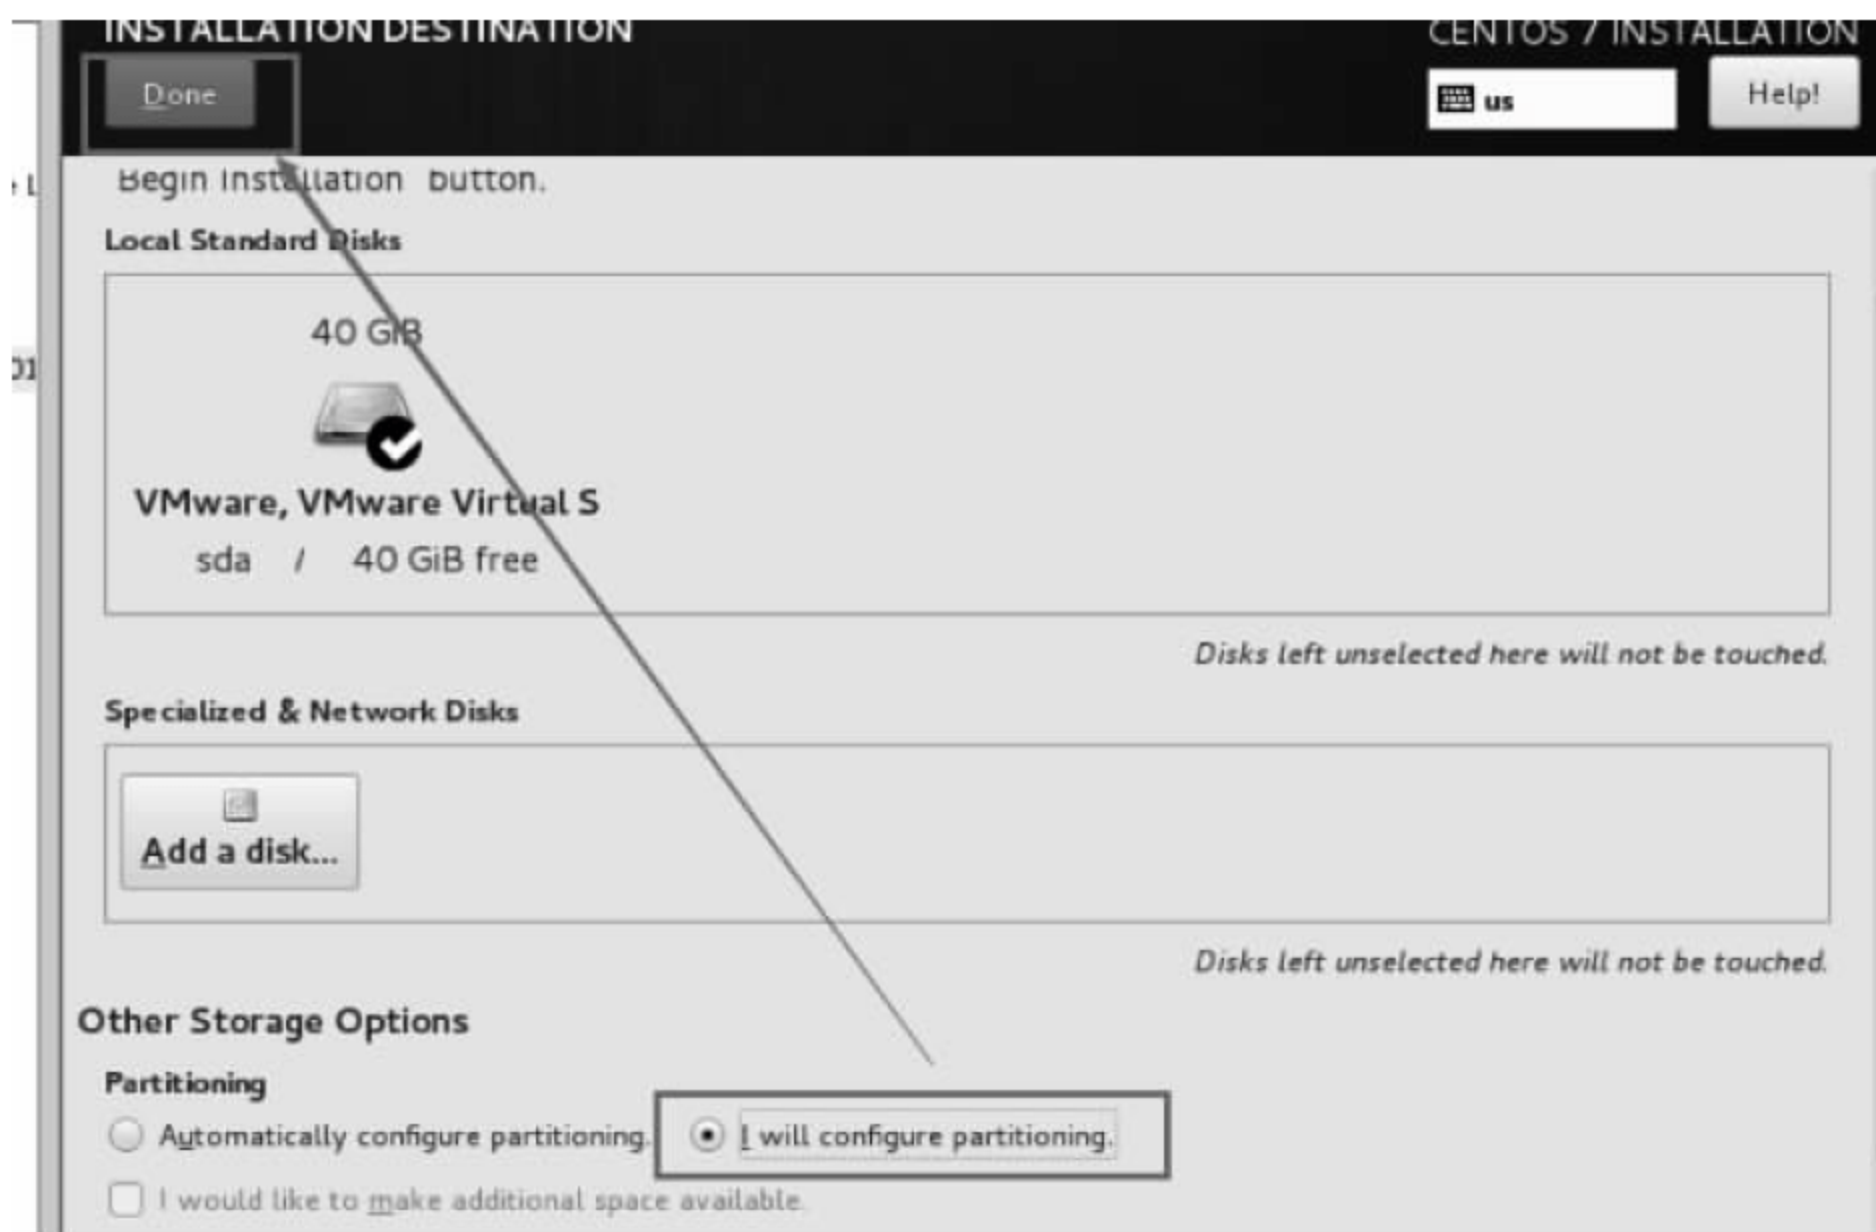 INSTALLATION DESTINATION
CENTOS 7 INSTALLATION
Done
us
Help!
Begin Installation button.
Local Standard Disks
40 GiB
VMware, VMware Virtual S
sda / 40 GiB free
Disks left unselected here will not be touched.
Specialized & Network Disks
Add a disk...
Disks left unselected here will not be touched.
Other Storage Options
Partitioning
Automatically configure partitioning.
I will configure partitioning.
I would like to make additional space available.